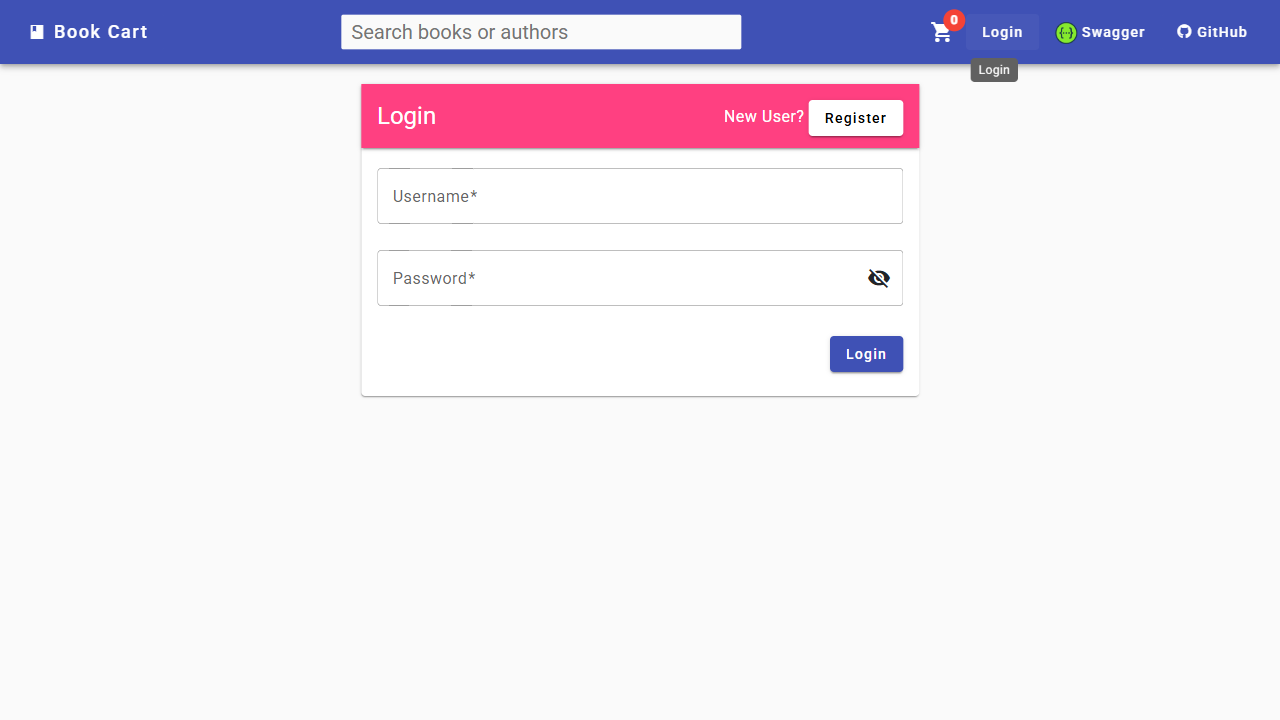 Book Cart
Search books or authors
0
Login
Swagger
GitHub
Login
Login
New User?
Register
Username*
Password*
Login